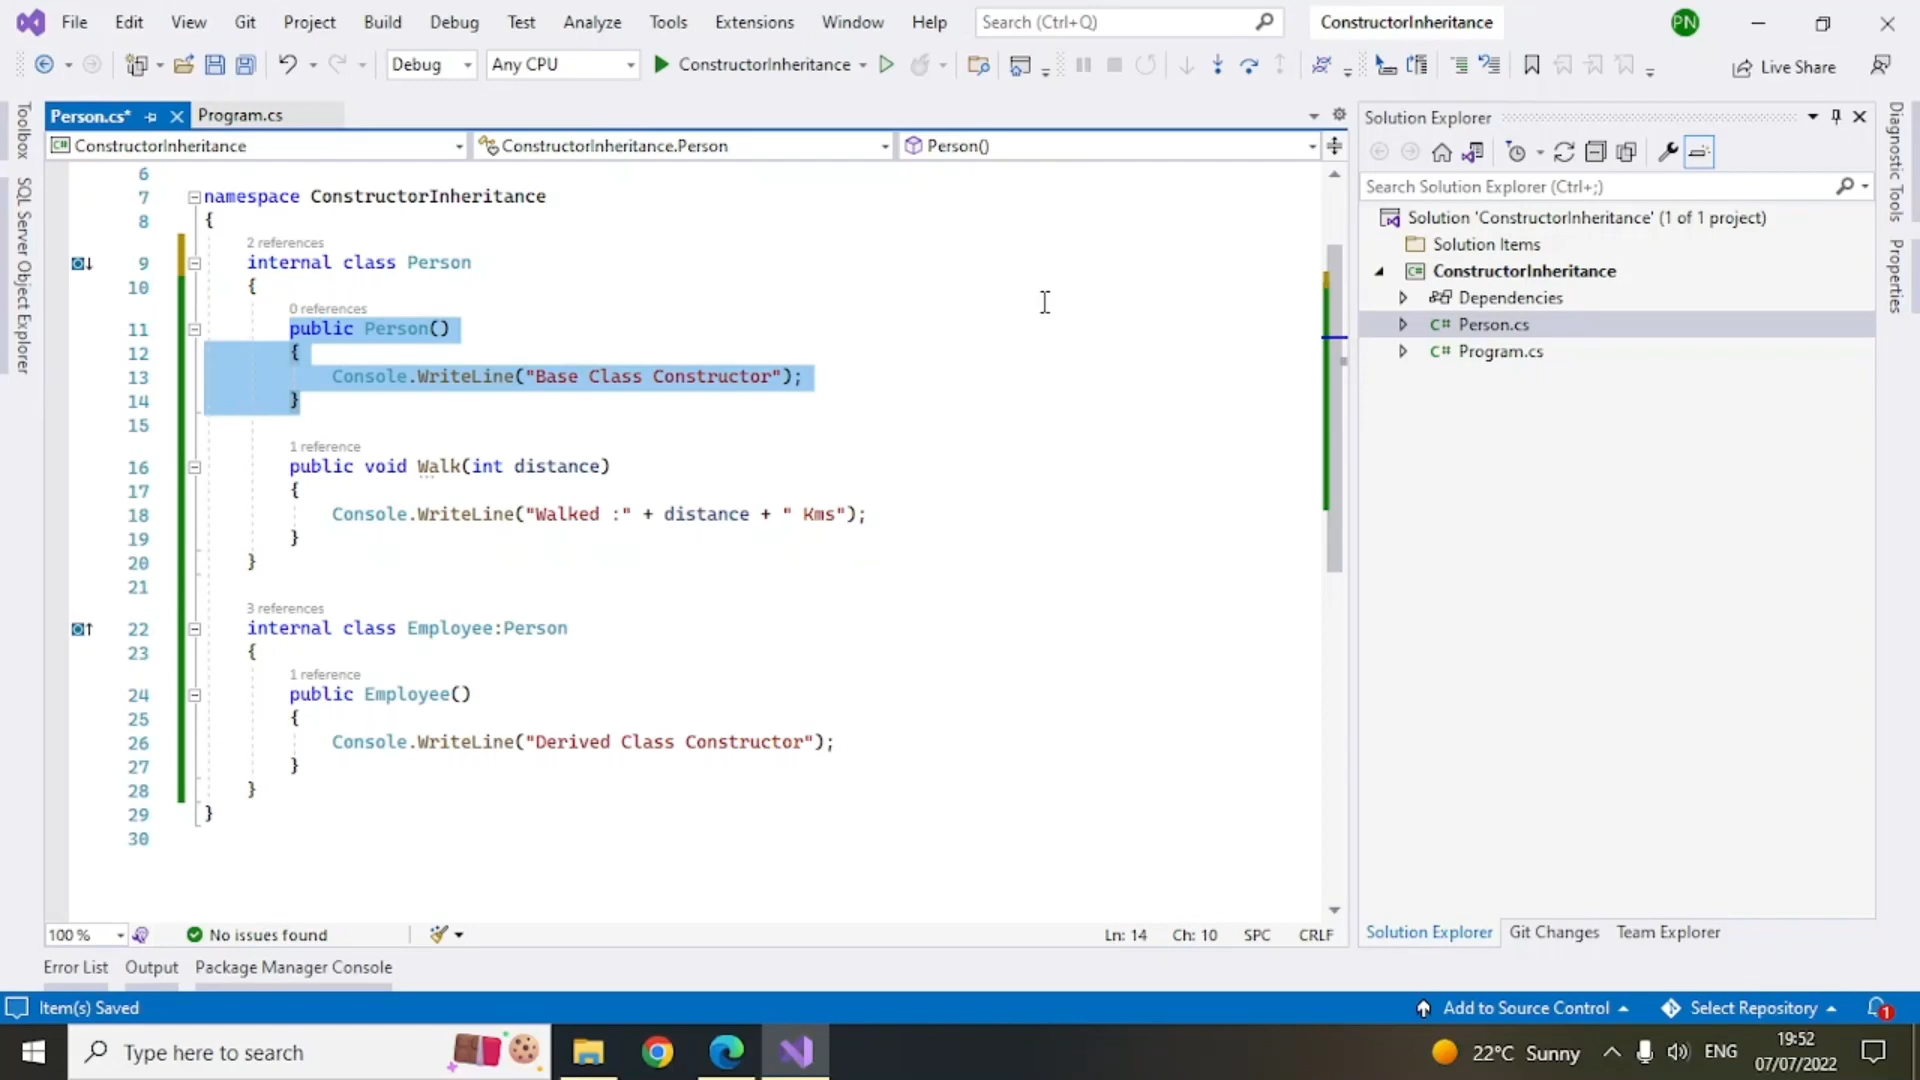 File Edit View Git Project Build Debug Test Analyze Tools Extensions Window Help Search (Ctrl+Q) ConstructorInheritance PN
Debug Any CPU ConstructorInheritance Live Share
Toolbox
SQL Server Object Explorer
Person.cs* Program.cs
ConstructorInheritance ConstructorInheritance.Person Person()
6
7 namespace ConstructorInheritance
8 {
2 references
9 internal class Person
10 {
0 references
11 public Person()
12 {
13 Console.WriteLine("Base Class Constructor");
14 }
15
1 reference
16 public void Walk(int distance)
17 {
18 Console.WriteLine("Walked :" + distance + " Kms");
19 }
20 }
21
3 references
22 internal class Employee:Person
23 {
1 reference
24 public Employee()
25 {
26 Console.WriteLine("Derived Class Constructor");
27 }
28 }
29 }
30
100 % No issues found Ln: 14 Ch: 10 SPC CRLF
Solution Explorer
Search Solution Explorer (Ctrl+;)
Solution 'ConstructorInheritance' (1 of 1 project)
Solution Items
C# ConstructorInheritance
Dependencies
C# Person.cs
C# Program.cs
Solution Explorer Git Changes Team Explorer
Diagnostic Tools
Properties
Error List Output Package Manager Console
Item(s) Saved Add to Source Control Select Repository 1
Type here to search 22°C Sunny ENG 19:52
07/07/2022